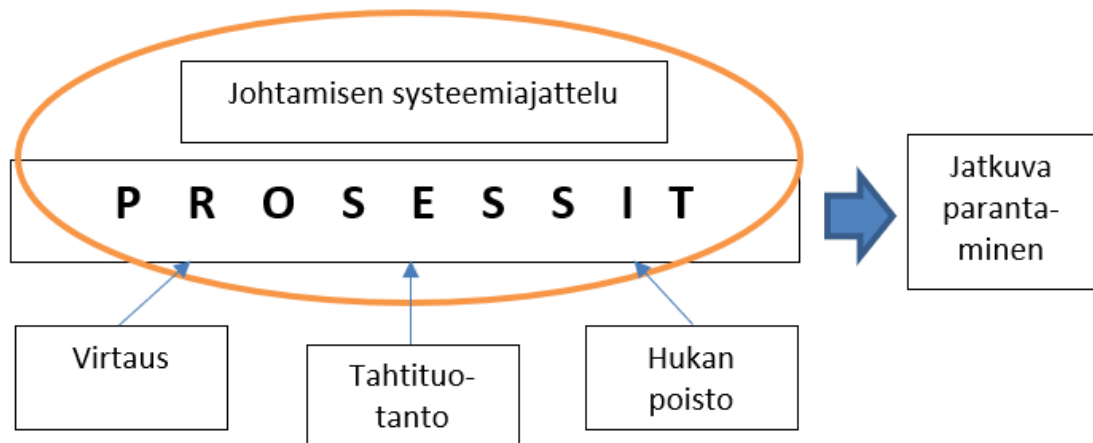 Johtamisen systeemiajattelu
P R O S E S S I T
Jatkuva
paranta-
minen
Virtaus
Tahtituo-
tanto
Hukan
poisto